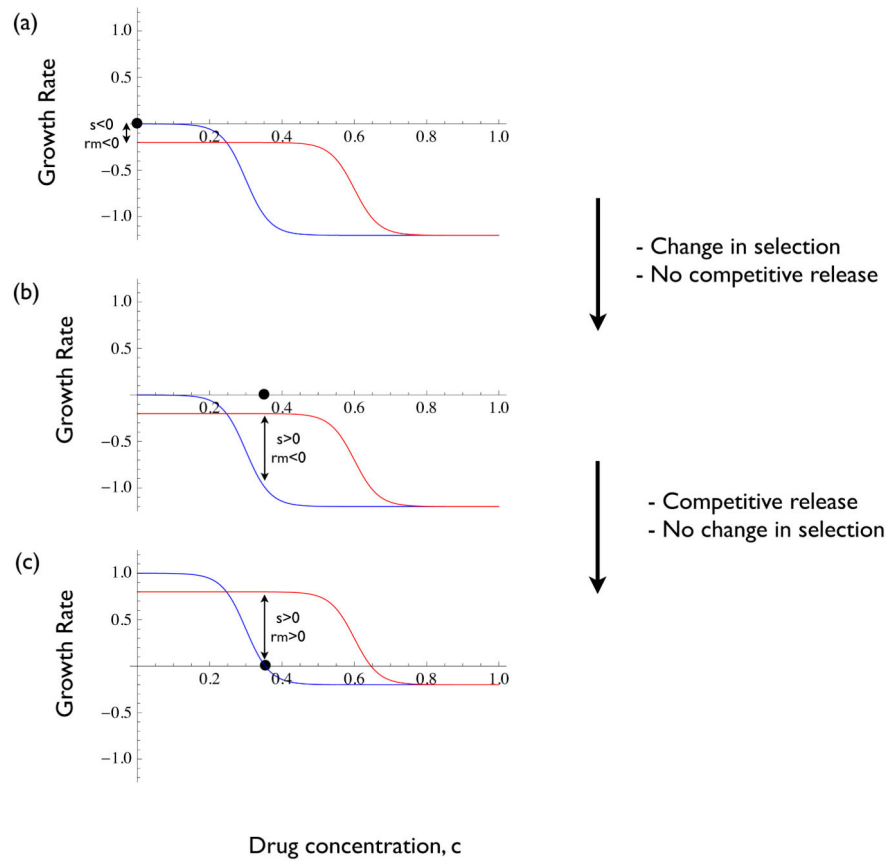 (a)
1.0
0.5
Growth Rate
s<0
rm<0
0.2
0.4
0.6
0.8
1.0
−0.5
−1.0
- Change in selection
- No competitive release
(b)
1.0
0.5
Growth Rate
0.2
0.4
0.6
0.8
1.0
s>0
rm<0
−0.5
−1.0
- Competitive release
- No change in selection
(c)
1.0
0.5
Growth Rate
s>0
rm>0
0.2
0.4
0.6
0.8
1.0
−0.5
−1.0
Drug concentration, c